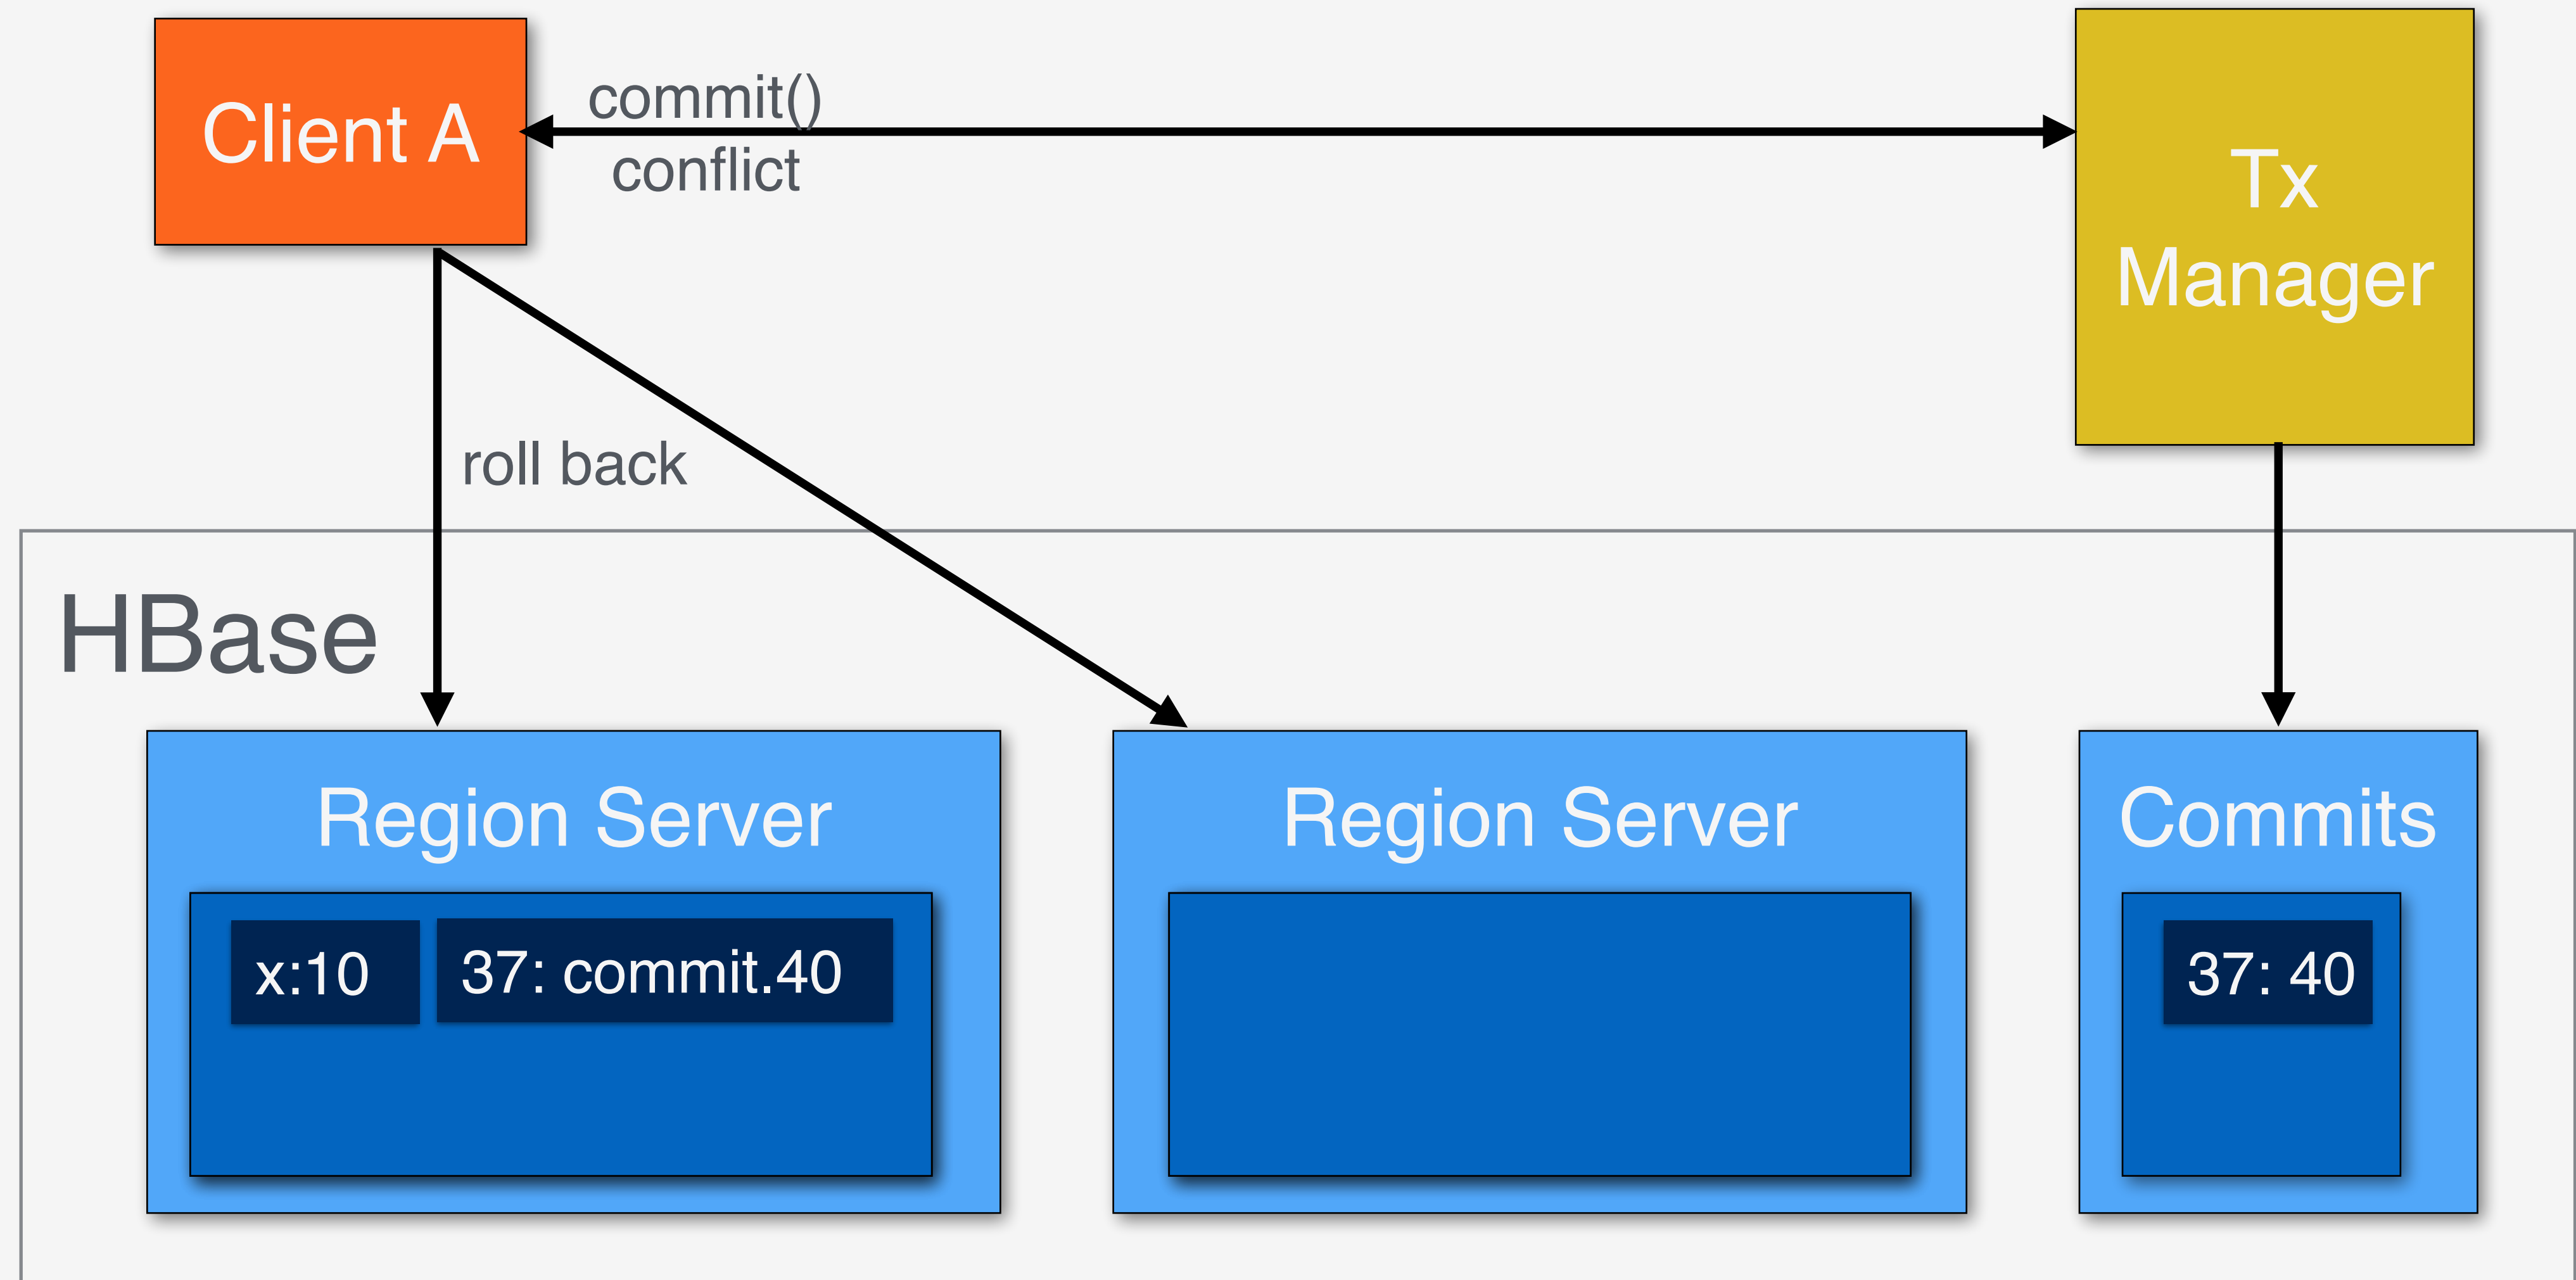 Client A
commit()
conflict
Tx
Manager
roll back
HBase
Region Server
Region Server
Commits
x:10
37: commit.40
37: 40